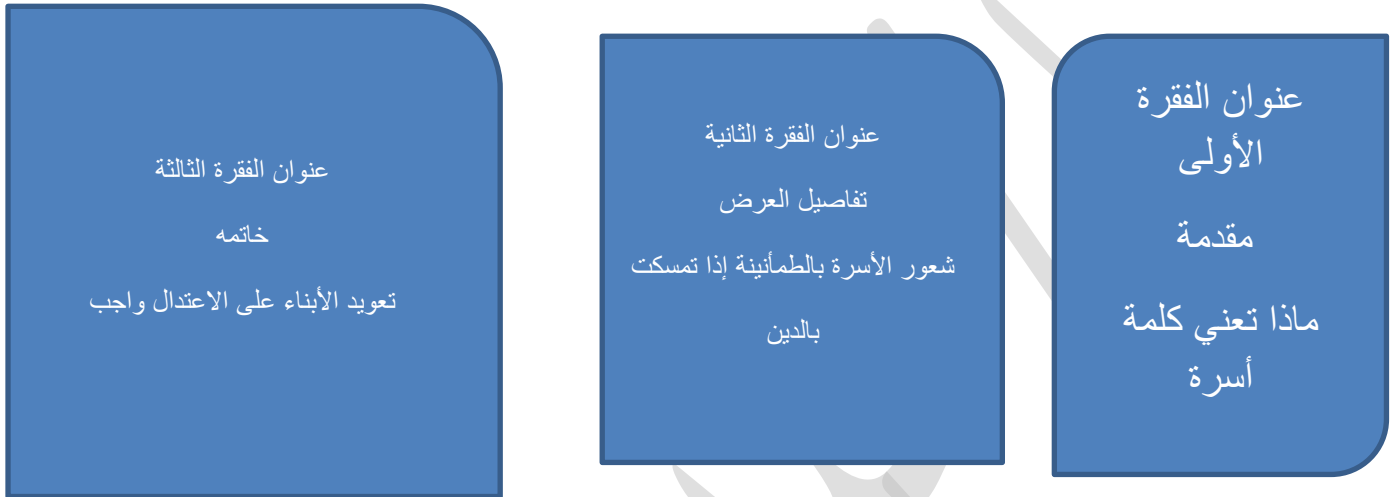 عنوان الفقرة
الأولى
مقدمة
ماذا تعني كلمة
أسرة
عنوان الفقرة الثانية
تفاصيل العرض
شعور الأسرة بالطمأنينة إذا تمسكت
بالدين
عنوان الفقرة الثالثة
خاتمه
تعويد الأبناء على الاعتدال واجب